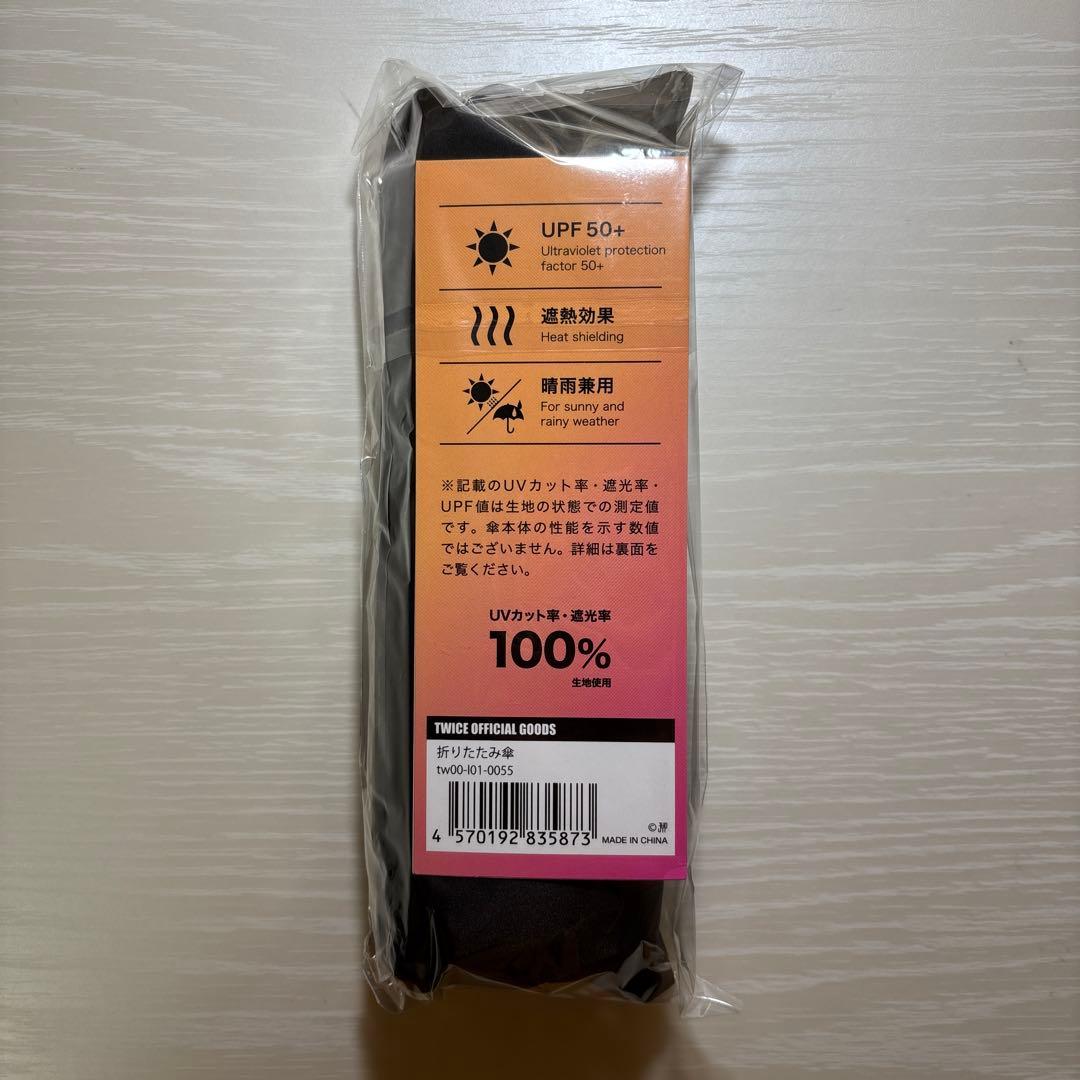 UPF 50+
Ultraviolet protection
factor 50+
遮熱効果
Heat shielding
晴雨兼用
For sunny and
rainy weather
※記載のUVカット率・遮光率・
UPF値は生地の状態での測定値
です。傘本体の性能を示す数値
ではございません。詳細は裏面を
ご覧ください。
UVカット率・遮光率
100%
生地使用
TWICE OFFICIAL GOODS
折りたたみ傘
tw00-l01-0055
4 570192 835873
©
MADE IN CHINA